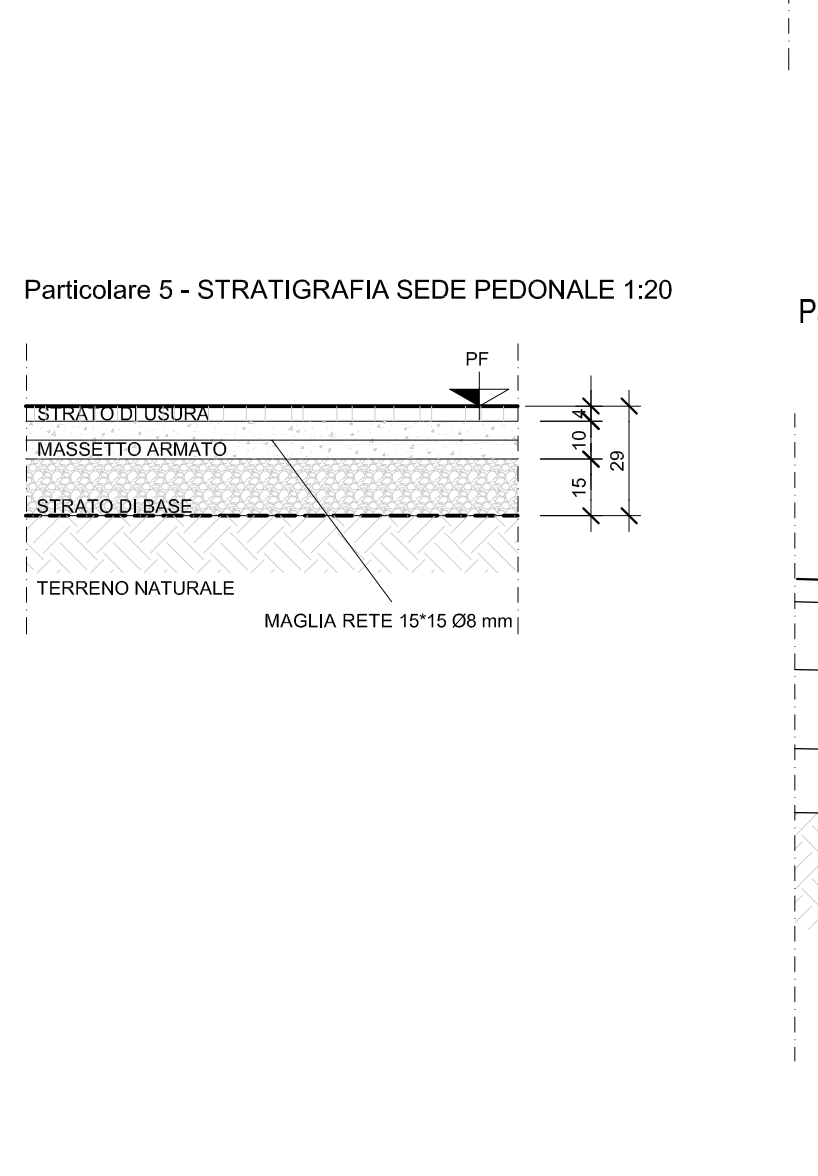 Particolare 5 - STRATIGRAFIA SEDE PEDONALE 1:20
PF
STRATO DI USURA
MASSETTO ARMATO
STRATO DI BASE
TERRENO NATURALE
MAGLIA RETE 15*15 Ø8 mm
4
10
15
29